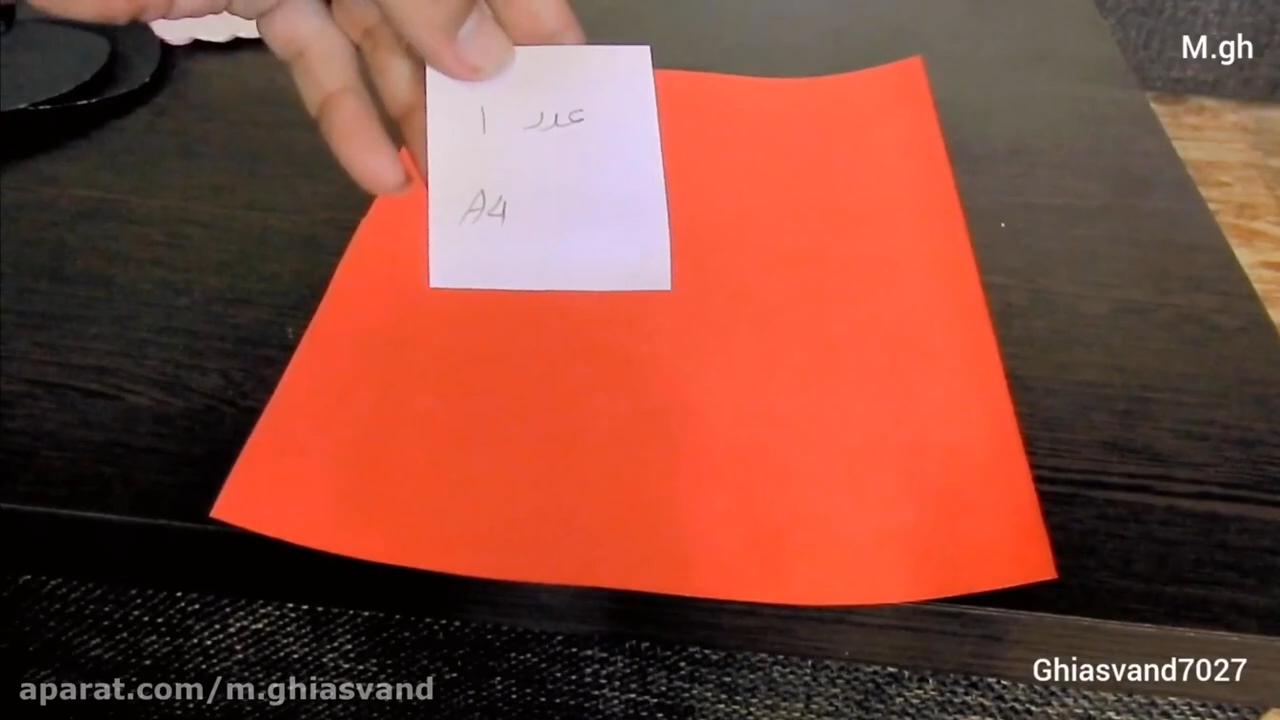 M.gh
۱ عدد
A4
Ghiasvand7027
aparat.com/m.ghiasvand